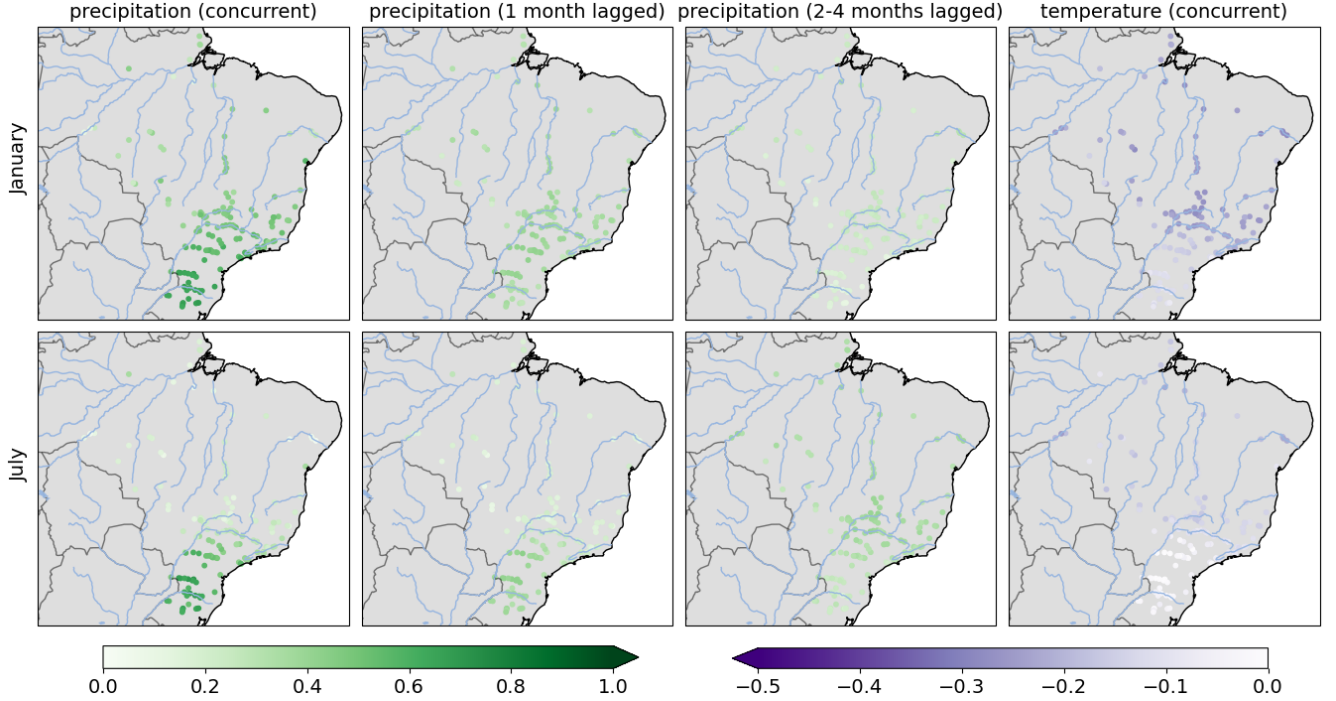 precipitation (concurrent)
precipitation (1 month lagged)
precipitation (2-4 months lagged)
temperature (concurrent)
January
July
0.0 0.2 0.4 0.6 0.8 1.0
−0.5 −0.4 −0.3 −0.2 −0.1 0.0